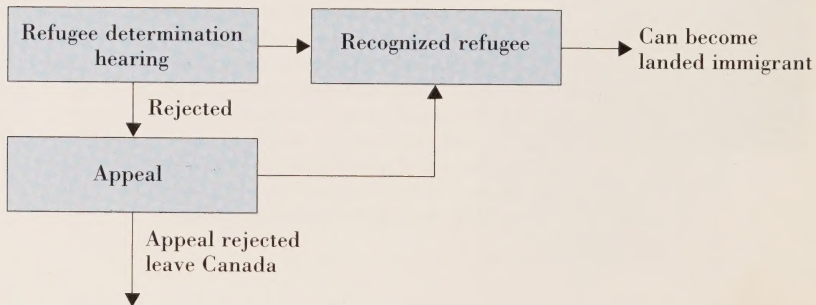 Refugee determination
hearing
Recognized refugee
Can become
landed immigrant
Rejected
Appeal
Appeal rejected
leave Canada